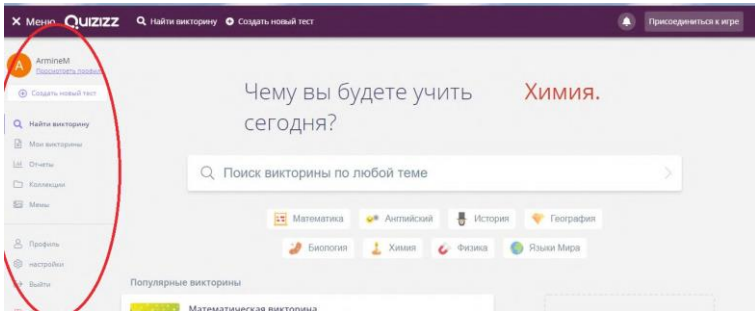 ✕ Меню QUIZIZZ Найти викторину Создать новый тест Присоединиться к игре
A ArmineM
Просмотреть профиль
Создать новый тест
Найти викторину
Мои викторины
Отчеты
Коллекции
Мемы
Профиль
настройки
Выйти
Чему вы будете учить Химия.
сегодня?
Поиск викторины по любой теме
Математика Английский История География
Биология Химия Физика Языки Мира
Популярные викторины
Математическая викторина